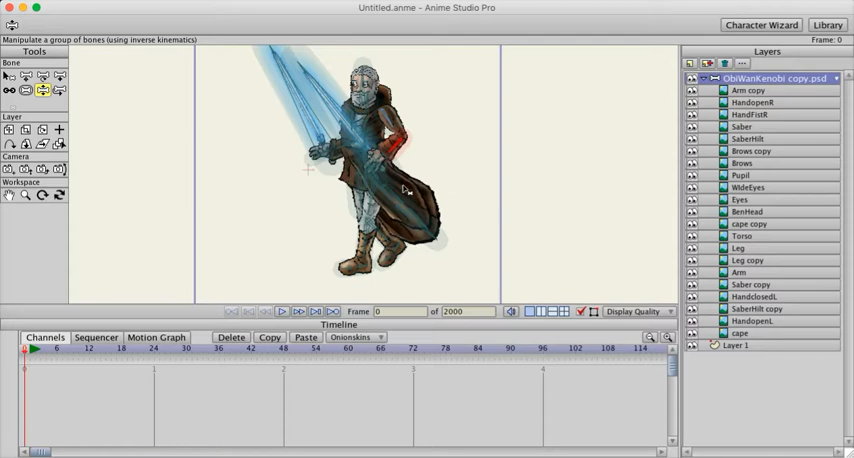 Untitled.anme - Anime Studio Pro
Character Wizard
Library
Manipulate a group of bones (using inverse kinematics)
Frame: 0
Tools
Bone
Layer
Camera
Workspace
Layers
ObiWanKenobi copy.psd
Arm copy
HandopenR
HandFistR
Saber
SaberHilt
Brows copy
Brows
Pupil
WIdeEyes
Eyes
BenHead
cape copy
Torso
Leg
Leg copy
Arm
Saber copy
HandclosedL
SaberHilt copy
HandopenL
cape
Layer 1
Frame 0 of 2000
Display Quality
Timeline
Channels Sequencer Motion Graph Delete Copy Paste Onionskins
0 6 12 18 24 30 36 42 48 54 60 66 72 78 84 90 96 102 108 114
0 1 2 3 4